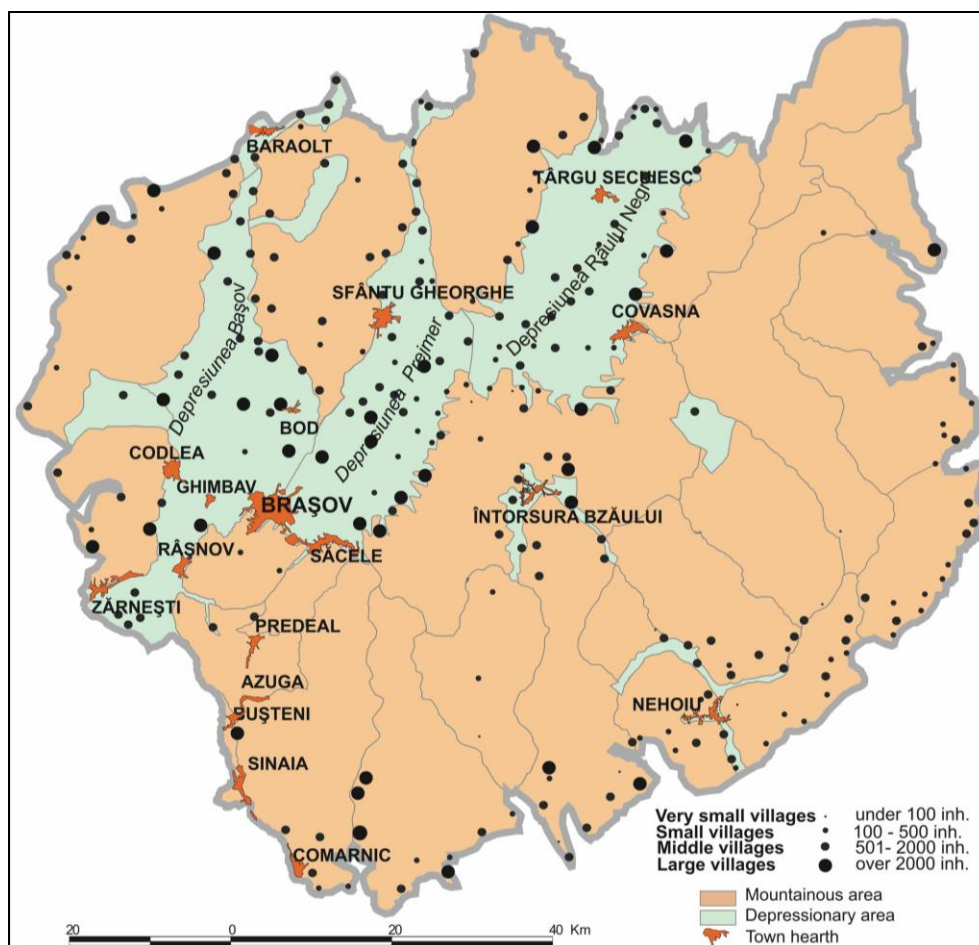 BARAOLT
TÂRGU SECUIESC
Depresiunea Râului Negru
SFÂNTU GHEORGHE
COVASNA
Depresiunea Başov
Depresiunea Prejmer
BOD
CODLEA
GHIMBAV
BRAŞOV
ÎNTORSURA BZĂULUI
RÂŞNOV
SĂCELE
ZĂRNEŞTI
PREDEAL
AZUGA
BUŞTENI
NEHOIU
SINAIA
COMARNIC
Very small villages . under 100 inh.
Small villages 100 - 500 inh.
Middle villages 501- 2000 inh.
Large villages over 2000 inh.
Mountainous area
Depressionary area
Town hearth
20 0 20 40 Km